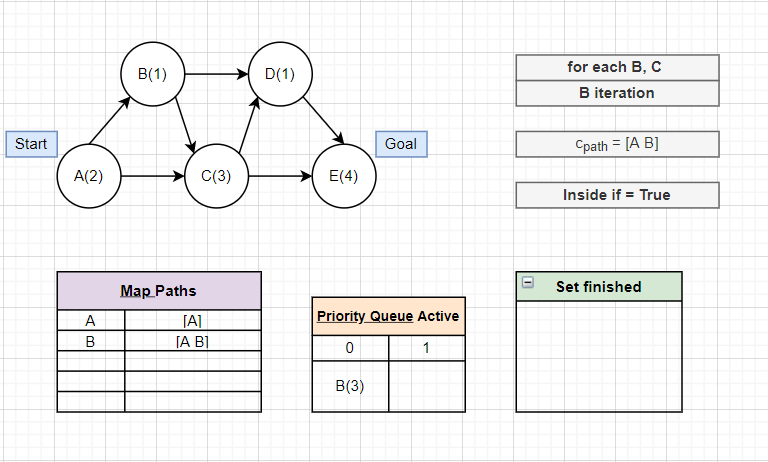 B(1)
D(1)
Start
Goal
A(2)
C(3)
E(4)
for each B, C
B iteration
cpath = [A B]
Inside if = True
Map Paths
A [A]
B [A B]
Priority Queue Active
0 1
B(3)
Set finished